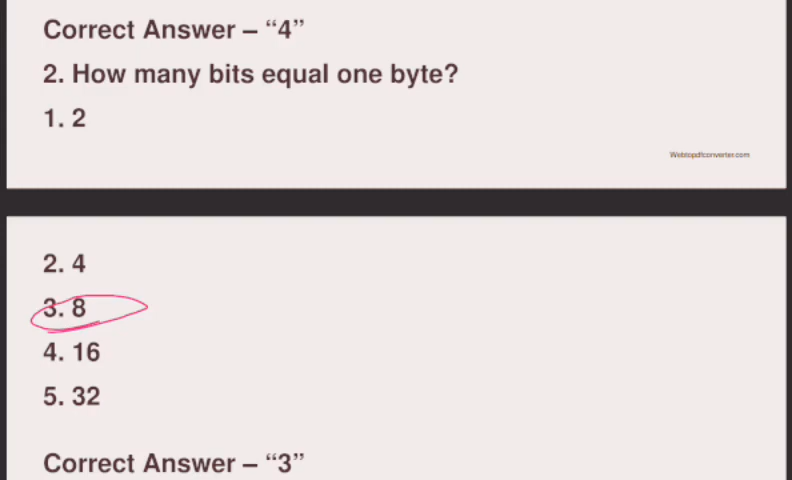 Correct Answer – “4”
2. How many bits equal one byte?
1. 2
Webtopdfconverter.com
2. 4
3. 8
4. 16
5. 32
Correct Answer – “3”